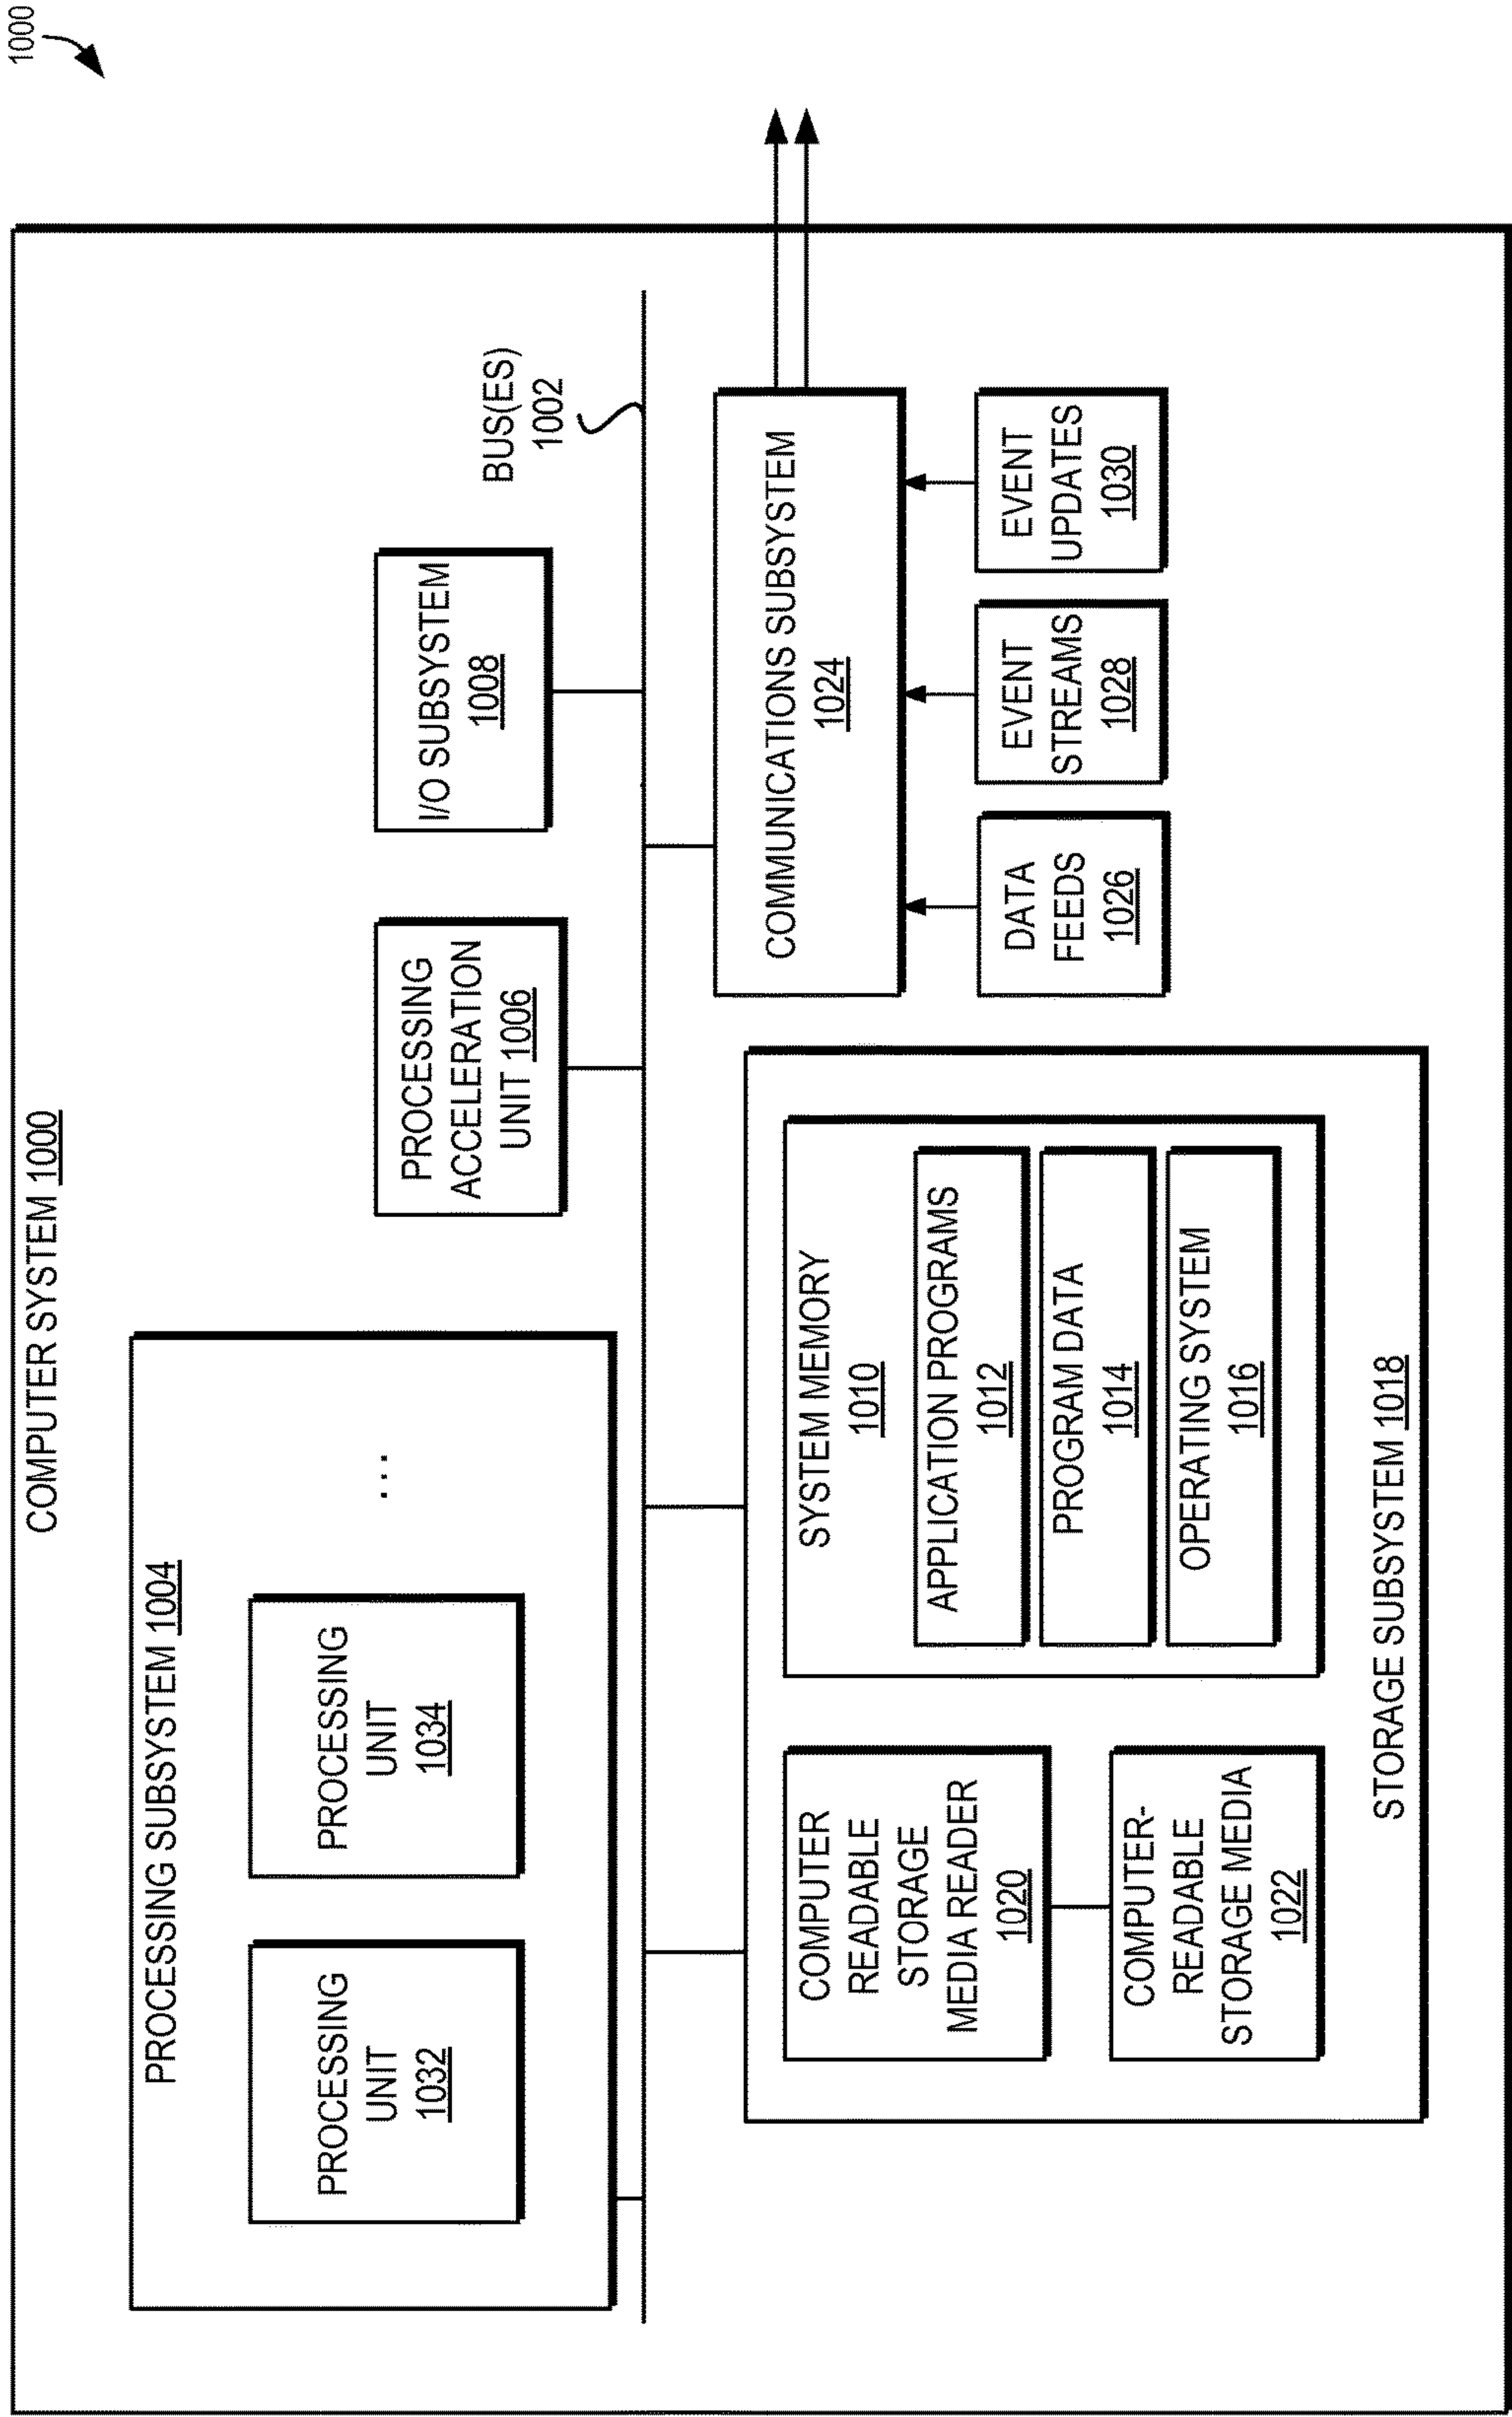 1000
COMPUTER SYSTEM 1000
PROCESSING SUBSYSTEM 1004
PROCESSING
UNIT
1032
PROCESSING
UNIT
1034
...
PROCESSING
ACCELERATION
UNIT 1006
I/O SUBSYSTEM
1008
BUS(ES)
1002
COMPUTER
READABLE
STORAGE
MEDIA READER
1020
COMPUTER-
READABLE
STORAGE MEDIA
1022
SYSTEM MEMORY
1010
APPLICATION PROGRAMS
1012
PROGRAM DATA
1014
OPERATING SYSTEM
1016
STORAGE SUBSYSTEM 1018
COMMUNICATIONS SUBSYSTEM
1024
DATA
FEEDS
1026
EVENT
STREAMS
1028
EVENT
UPDATES
1030